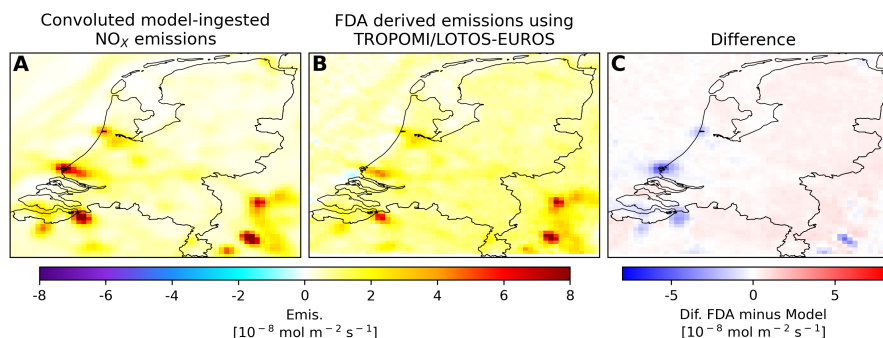 Convoluted model-ingested
NOX emissions
FDA derived emissions using
TROPOMI/LOTOS-EUROS
Difference
A
B
C
-8 -6 -4 -2 0 2 4 6 8
-5 0 5
Emis.
[10⁻⁸ mol m⁻² s⁻¹]
Dif. FDA minus Model
[10⁻⁸ mol m⁻² s⁻¹]